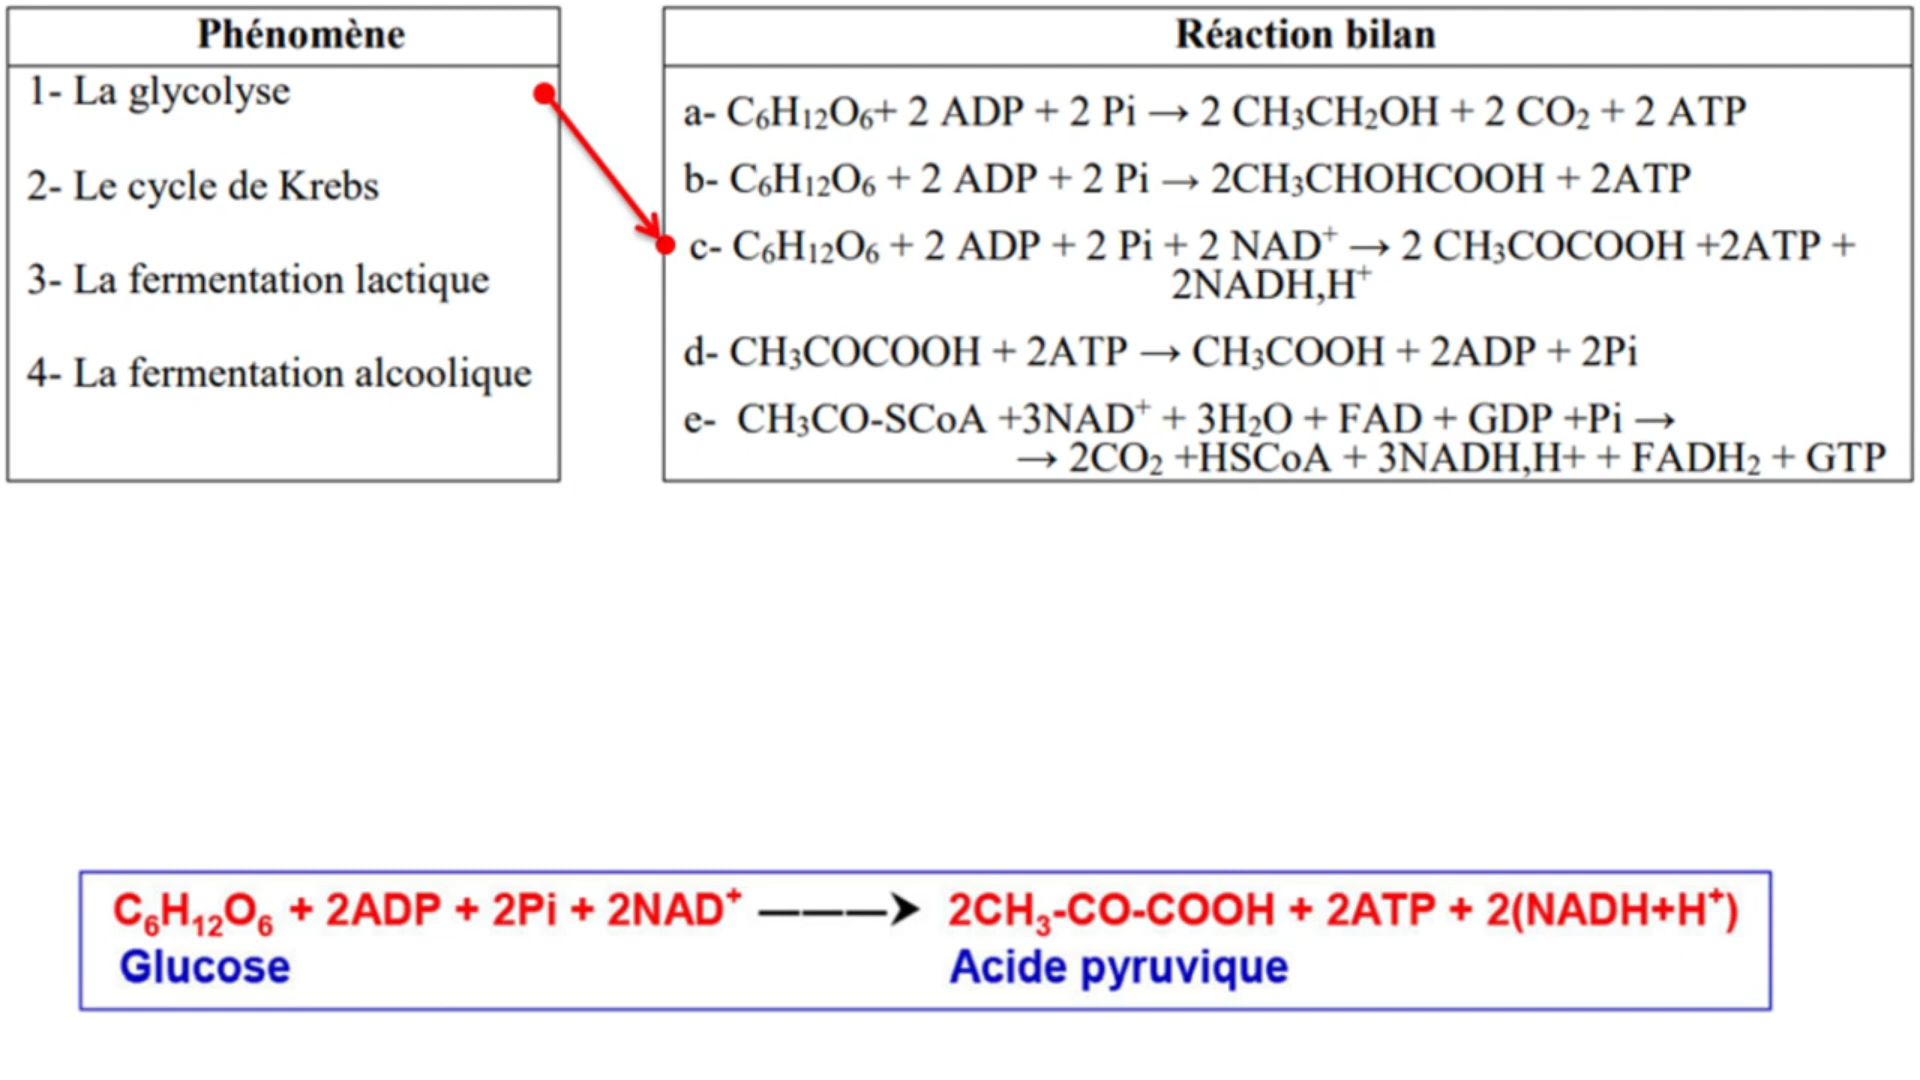 Phénomène
1- La glycolyse
2- Le cycle de Krebs
3- La fermentation lactique
4- La fermentation alcoolique
Réaction bilan
a- C₆H₁₂O₆+ 2 ADP + 2 Pi → 2 CH₃CH₂OH + 2 CO₂ + 2 ATP
b- C₆H₁₂O₆ + 2 ADP + 2 Pi → 2CH₃CHOHCOOH + 2ATP
c- C₆H₁₂O₆ + 2 ADP + 2 Pi + 2 NAD⁺ → 2 CH₃COCOOH +2ATP +
2NADH,H⁺
d- CH₃COCOOH + 2ATP → CH₃COOH + 2ADP + 2Pi
e- CH₃CO-SCoA +3NAD⁺ + 3H₂O + FAD + GDP +Pi →
→ 2CO₂ +HSCoA + 3NADH,H+ + FADH₂ + GTP
C₆H₁₂O₆ + 2ADP + 2Pi + 2NAD⁺ ———➤ 2CH₃-CO-COOH + 2ATP + 2(NADH+H⁺)
Glucose Acide pyruvique